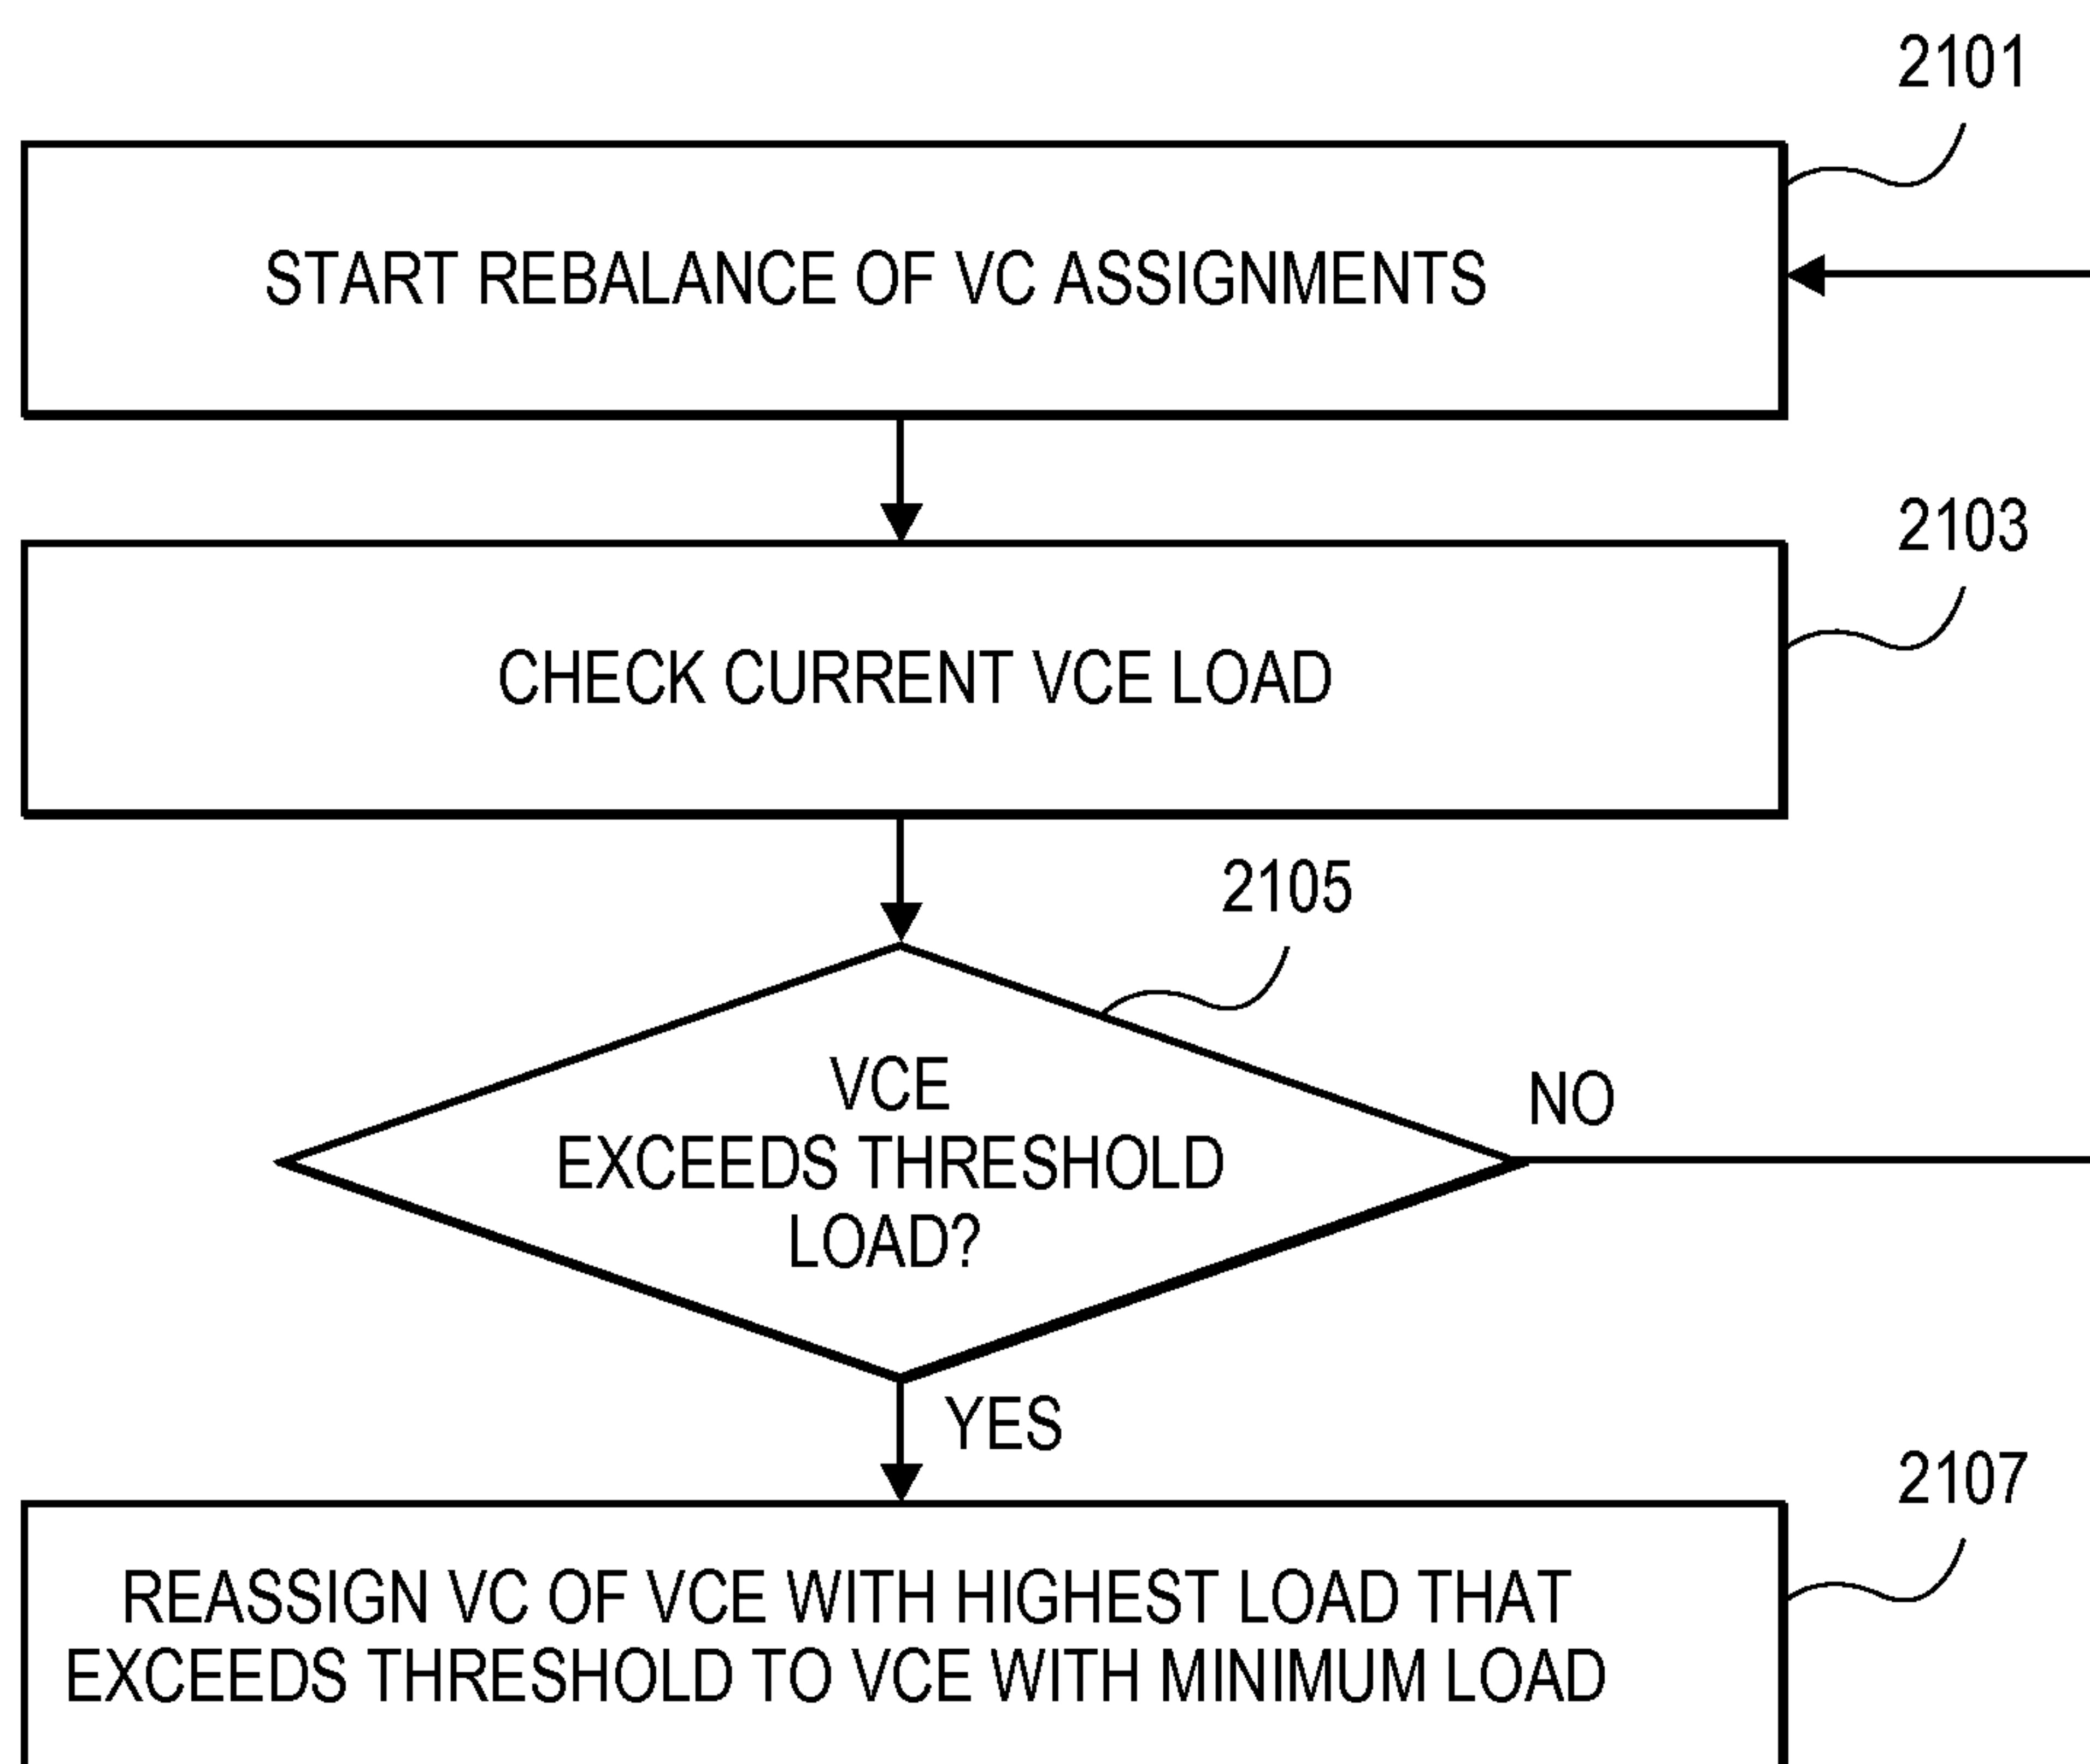 2101
START REBALANCE OF VC ASSIGNMENTS
2103
CHECK CURRENT VCE LOAD
2105
VCE
EXCEEDS THRESHOLD
LOAD?
NO
YES
2107
REASSIGN VC OF VCE WITH HIGHEST LOAD THAT
EXCEEDS THRESHOLD TO VCE WITH MINIMUM LOAD